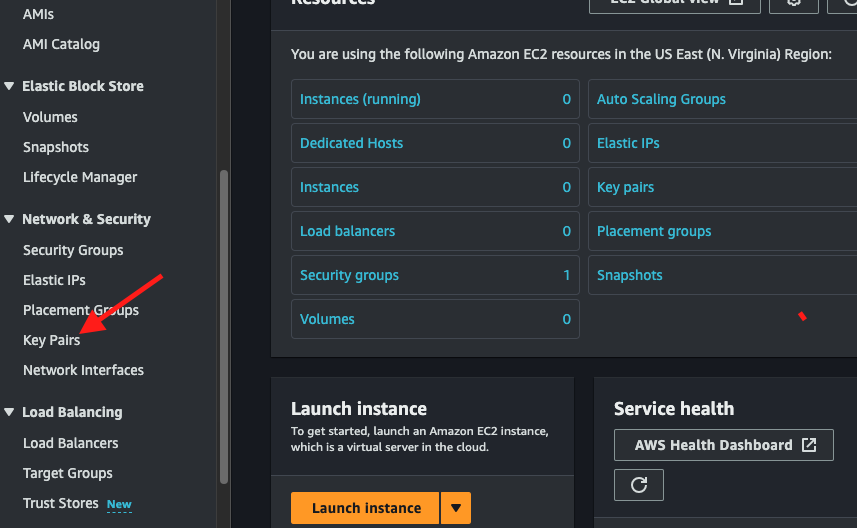 AMIs
AMI Catalog
Elastic Block Store
Volumes
Snapshots
Lifecycle Manager
Network & Security
Security Groups
Elastic IPs
Placement Groups
Key Pairs
Network Interfaces
Load Balancing
Load Balancers
Target Groups
Trust Stores New
Resources
EC2 Global view
You are using the following Amazon EC2 resources in the US East (N. Virginia) Region:
Instances (running) 0
Auto Scaling Groups
Dedicated Hosts 0
Elastic IPs
Instances 0
Key pairs
Load balancers 0
Placement groups
Security groups 1
Snapshots
Volumes 0
Launch instance
To get started, launch an Amazon EC2 instance,
which is a virtual server in the cloud.
Launch instance
Service health
AWS Health Dashboard